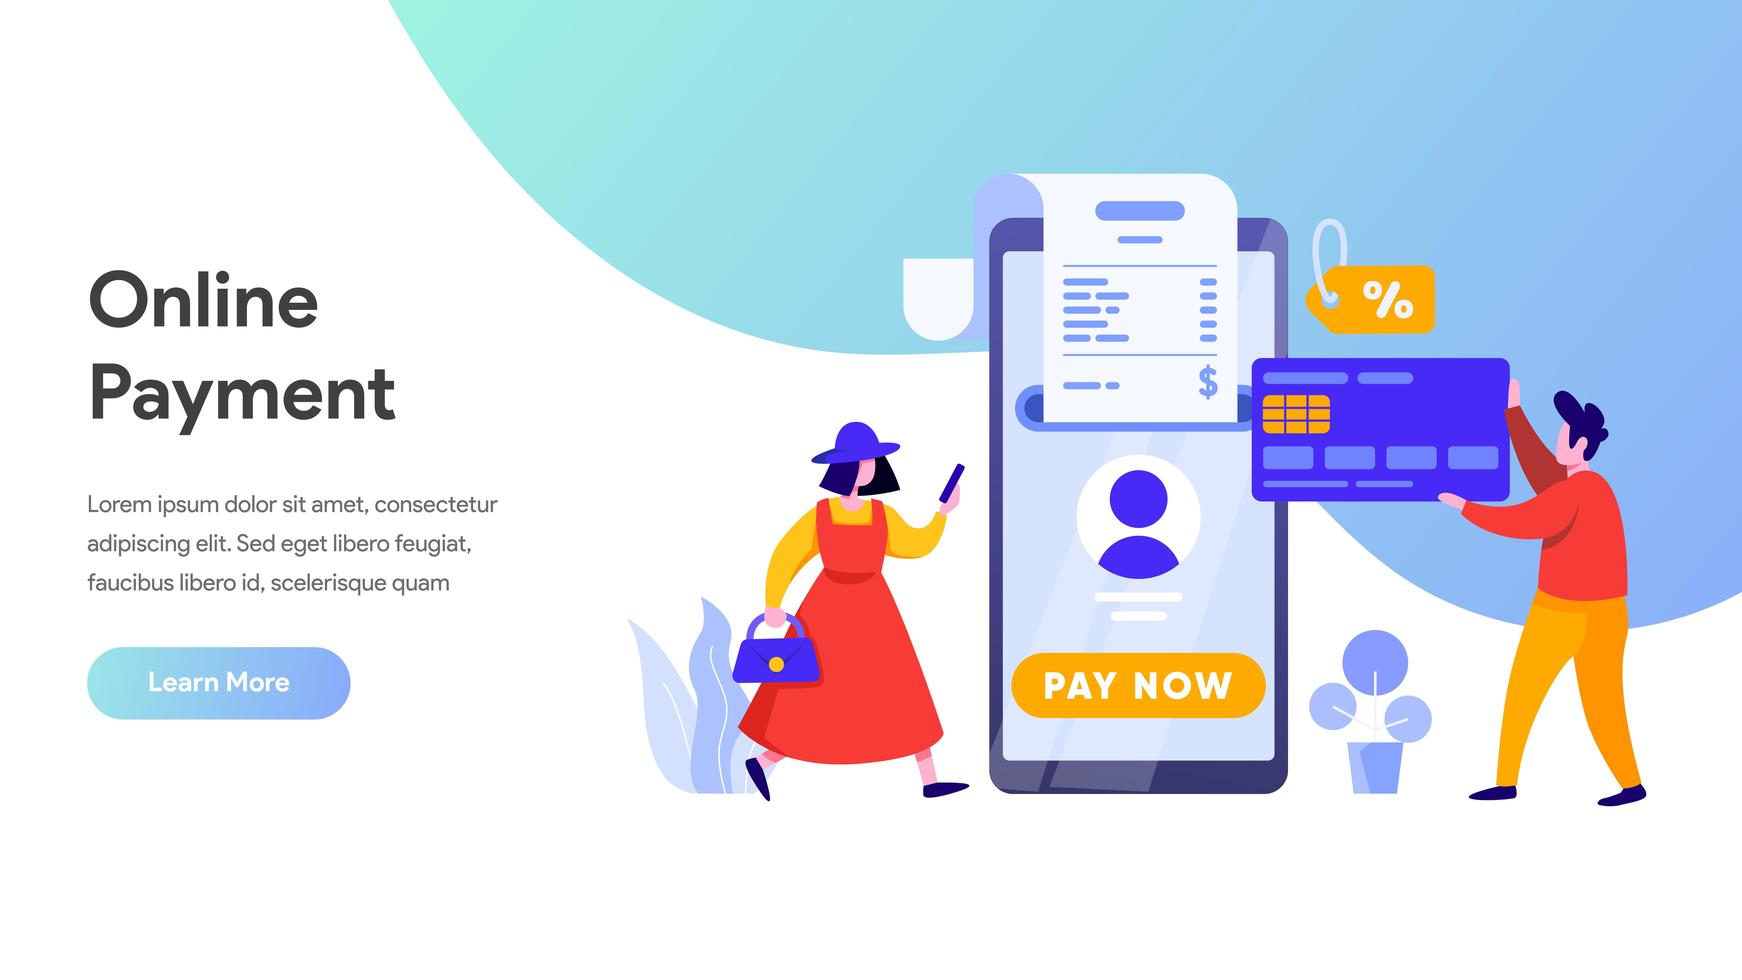 Online
Payment
Lorem ipsum dolor sit amet, consectetur
adipiscing elit. Sed eget libero feugiat,
faucibus libero id, scelerisque quam
Learn More
$
%
PAY NOW